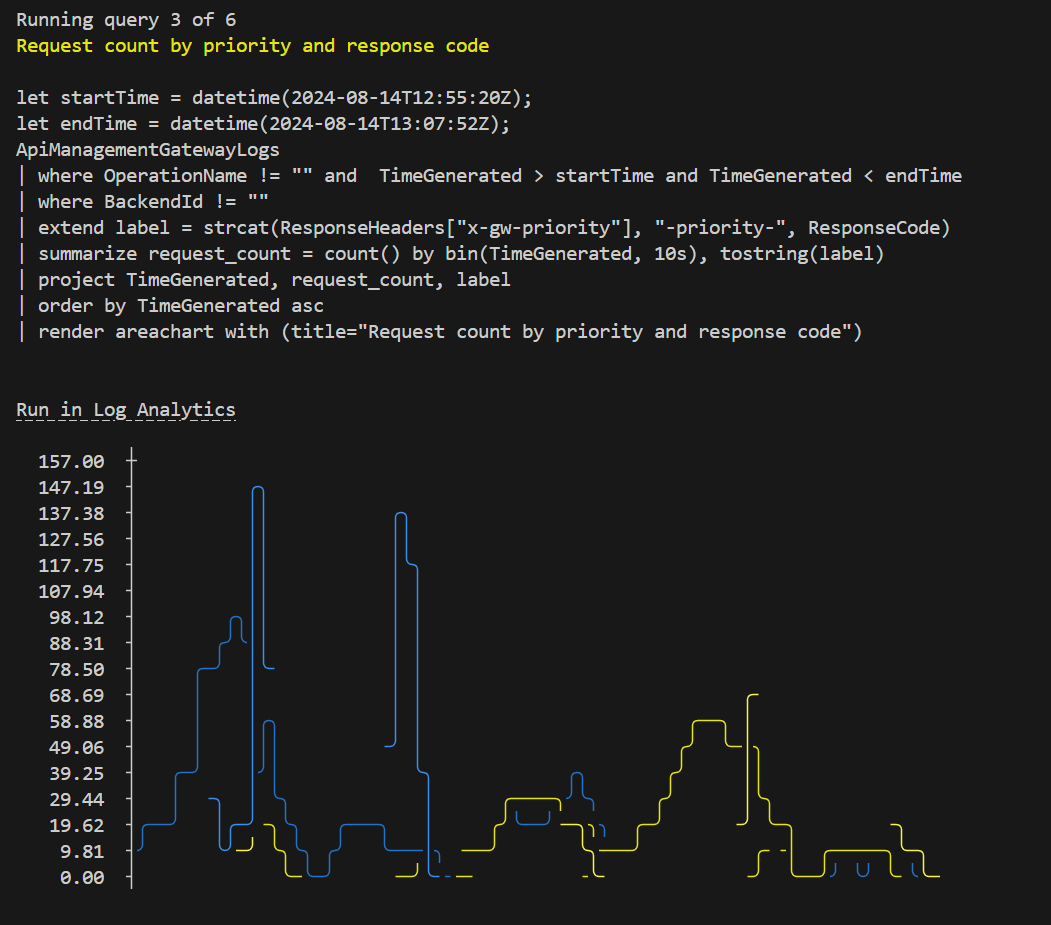 Running query 3 of 6
Request count by priority and response code
let startTime = datetime(2024-08-14T12:55:20Z);
let endTime = datetime(2024-08-14T13:07:52Z);
ApiManagementGatewayLogs
| where OperationName != "" and  TimeGenerated > startTime and TimeGenerated < endTime
| where BackendId != ""
| extend label = strcat(ResponseHeaders["x-gw-priority"], "-priority-", ResponseCode)
| summarize request_count = count() by bin(TimeGenerated, 10s), tostring(label)
| project TimeGenerated, request_count, label
| order by TimeGenerated asc
| render areachart with (title="Request count by priority and response code")
Run in Log Analytics
157.00
147.19
137.38
127.56
117.75
107.94
98.12
88.31
78.50
68.69
58.88
49.06
39.25
29.44
19.62
9.81
0.00